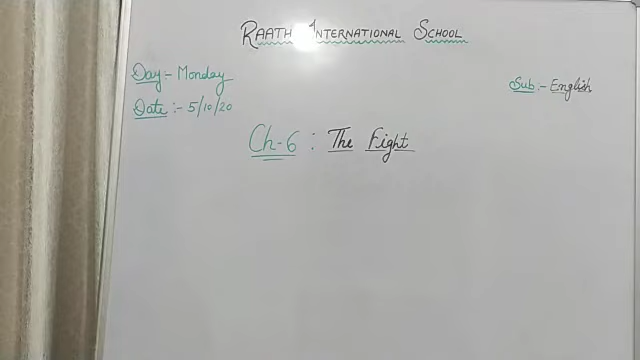 RAATH INTERNATIONAL SCHOOL
Day :- Monday
Sub :- English
Date :- 5/10/20
Ch-6 : The Fight